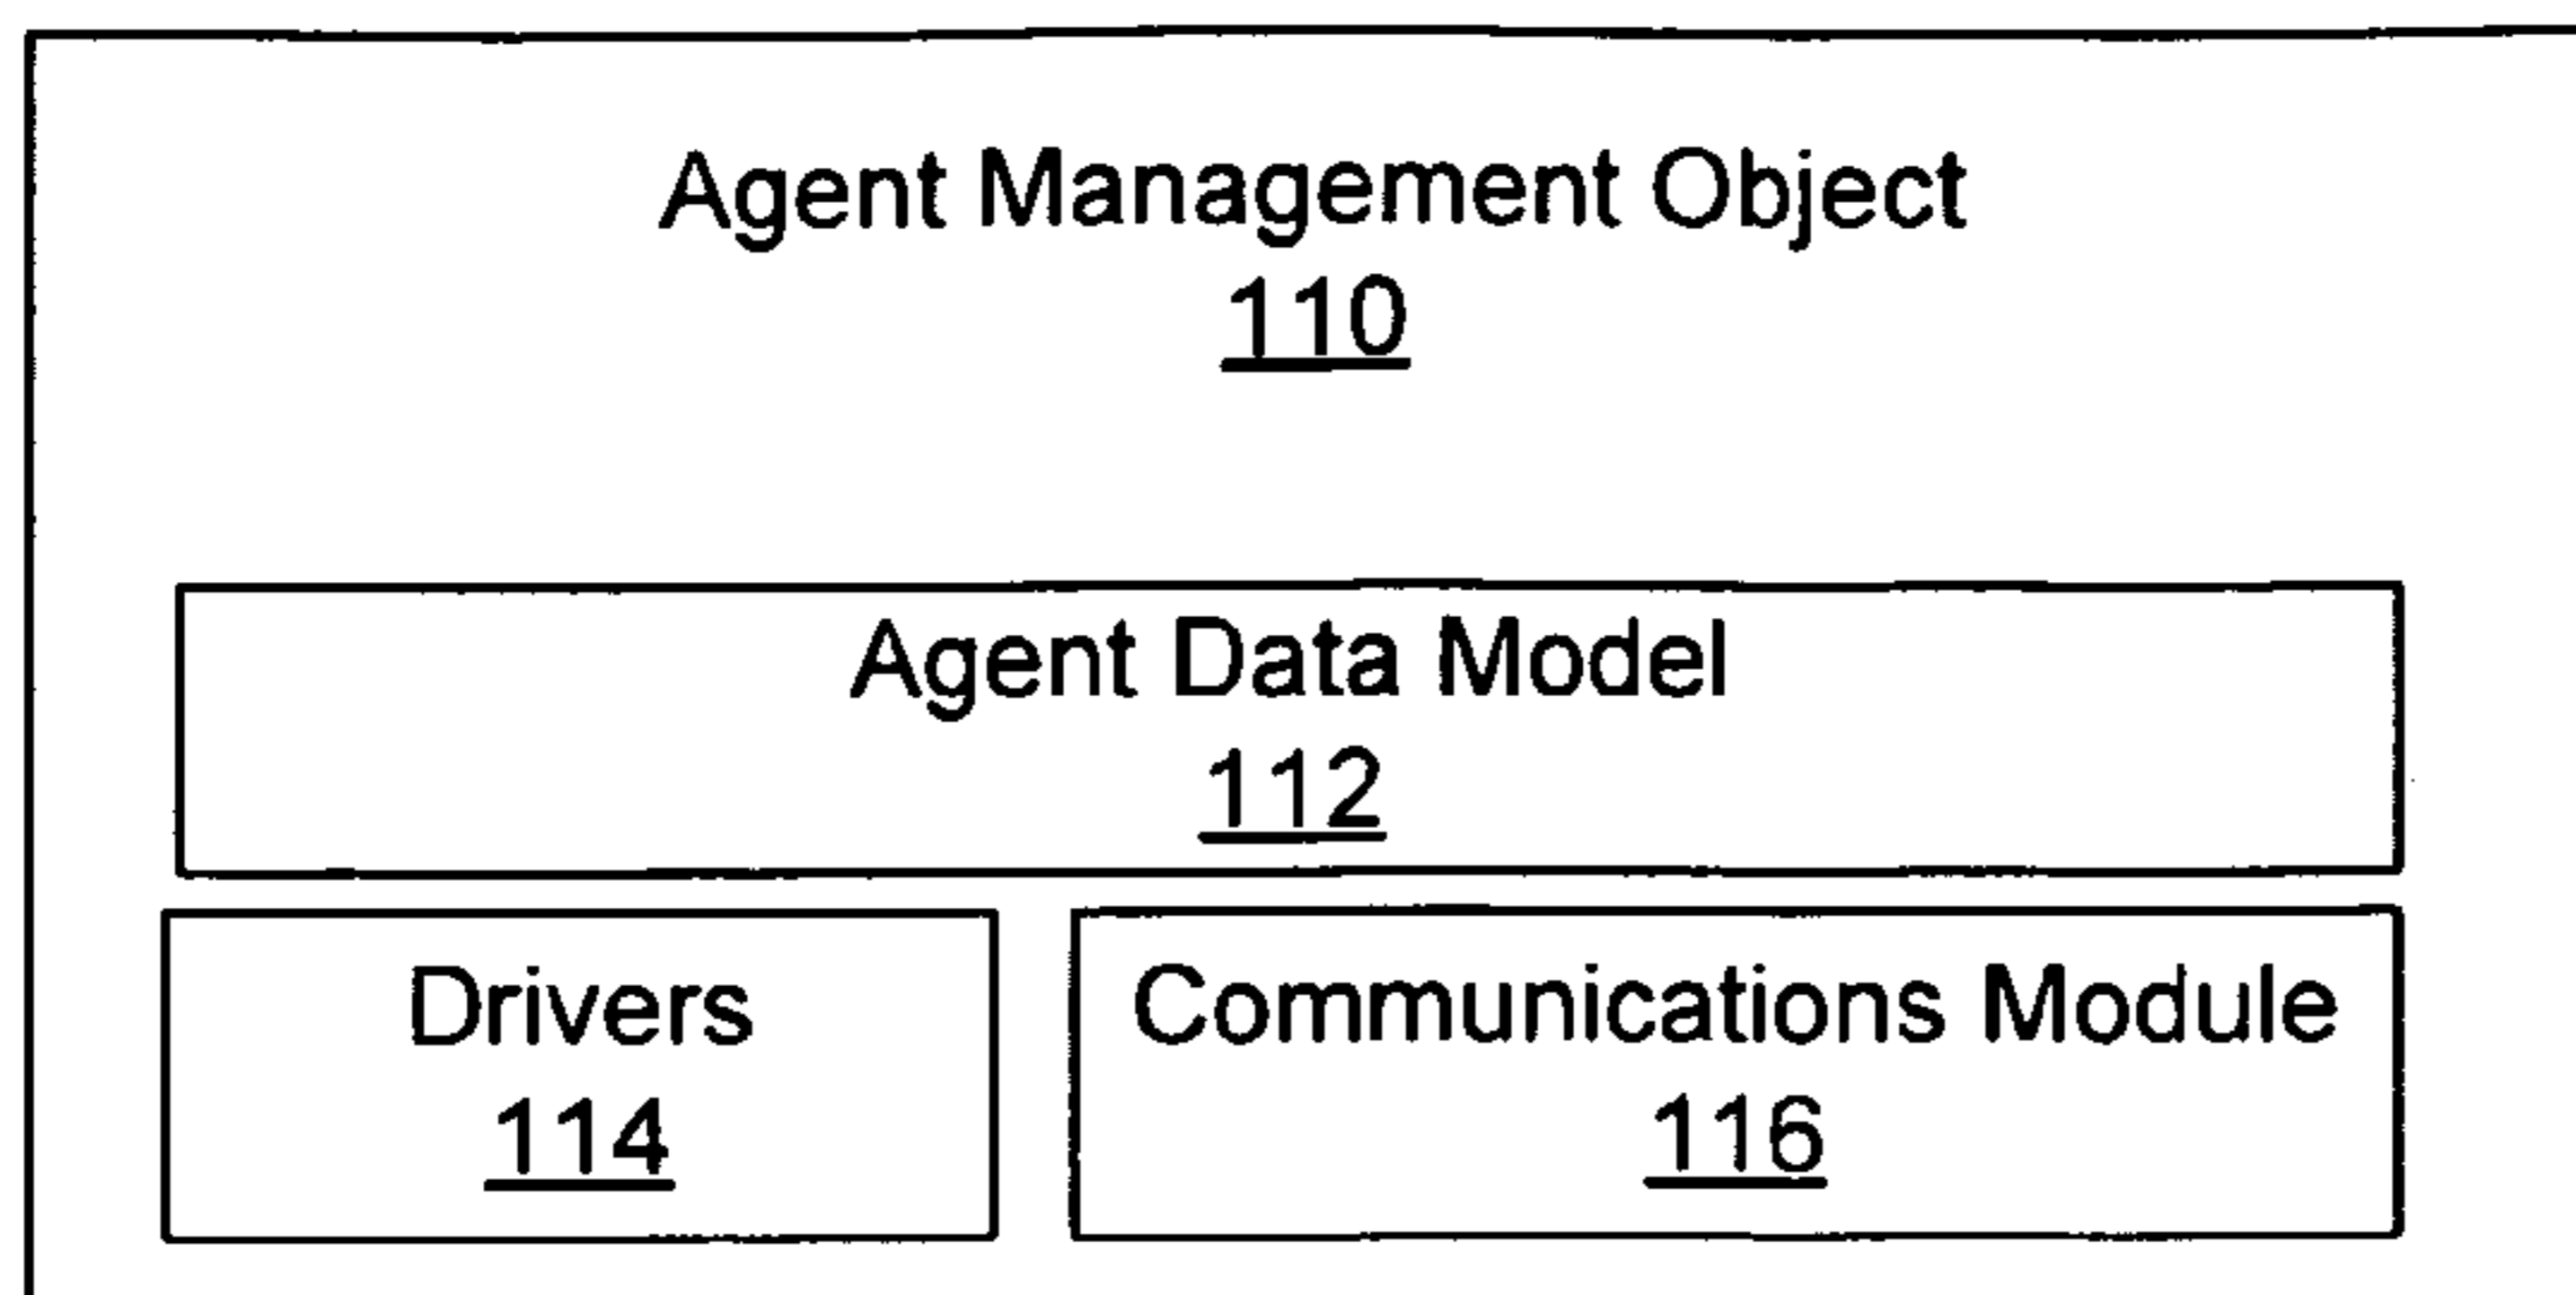 Agent Management Object
110
Agent Data Model
112
Drivers
114
Communications Module
116